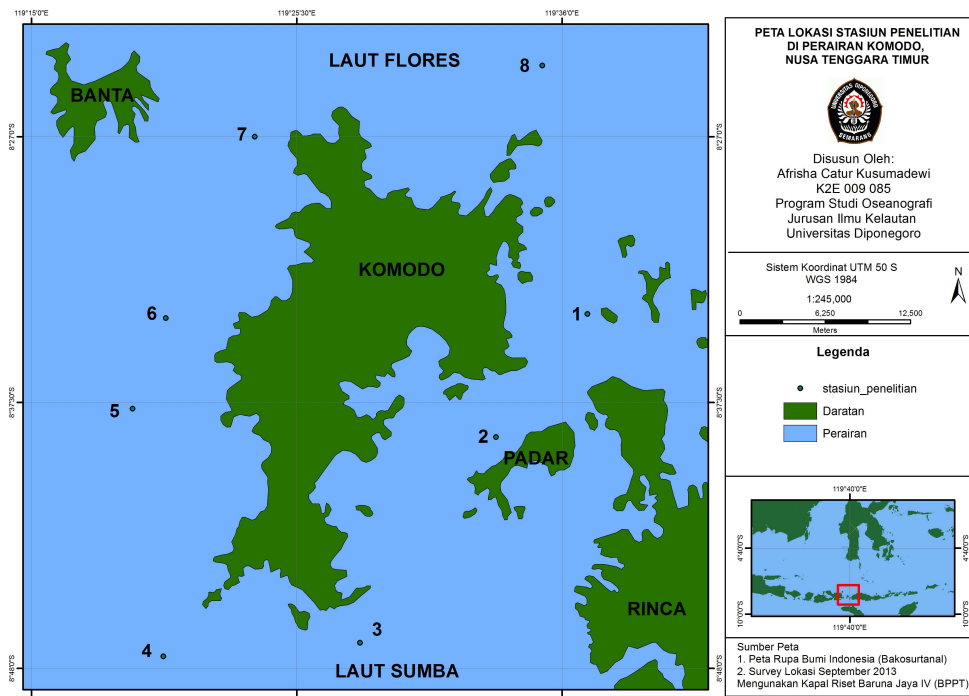 119°15'0"E 119°25'30"E 119°36'0"E
LAUT FLORES
8
BANTA
7
8°27'0"S 8°27'0"S
KOMODO
6
1
8°37'30"S 8°37'30"S
5
2
PADAR
RINCA
3
4
LAUT SUMBA
8°48'0"S 8°48'0"S
PETA LOKASI STASIUN PENELITIAN
DI PERAIRAN KOMODO,
NUSA TENGGARA TIMUR
UNIVERSITAS DIPONEGORO
SEMARANG
Disusun Oleh:
Afrisha Catur Kusumadewi
K2E 009 085
Program Studi Oseanografi
Jurusan Ilmu Kelautan
Universitas Diponegoro
Sistem Koordinat UTM 50 S
WGS 1984
N
1:245,000
0 6,250 12,500
Meters
Legenda
stasiun_penelitian
Daratan
Perairan
119°40'0"E
4°40'0"S 4°40'0"S
10°0'0"S 10°0'0"S
119°40'0"E
Sumber Peta
1. Peta Rupa Bumi Indonesia (Bakosurtanal)
2. Survey Lokasi September 2013
Mengunakan Kapal Riset Baruna Jaya IV (BPPT)